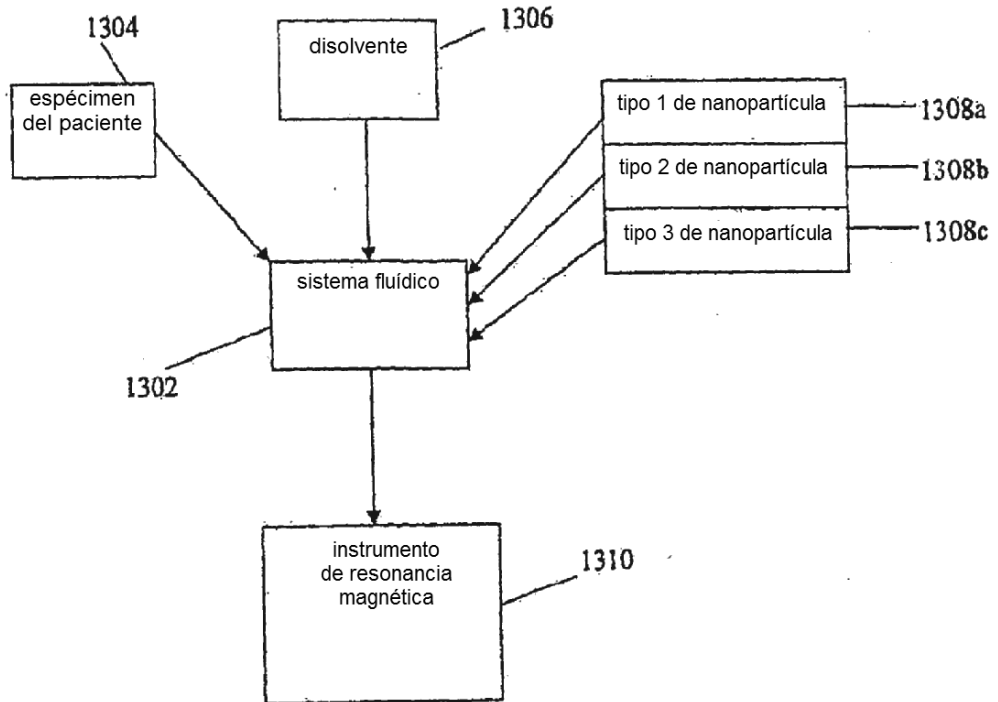 1304
1306
espécimen
del paciente
disolvente
tipo 1 de nanopartícula
1308a
tipo 2 de nanopartícula
1308b
tipo 3 de nanopartícula
1308c
sistema fluídico
1302
instrumento
de resonancia
magnética
1310